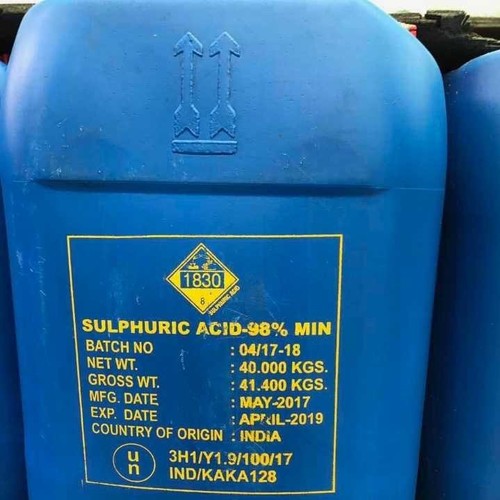 1830
8
SULPHURIC ACID
SULPHURIC ACID-98% MIN
BATCH NO : 04/17-18
NET WT. : 40.000 KGS.
GROSS WT. : 41.400 KGS.
MFG. DATE : MAY-2017
EXP. DATE : APRIL-2019
COUNTRY OF ORIGIN : INDIA
un 3H1/Y1.9/100/17
IND/KAKA128